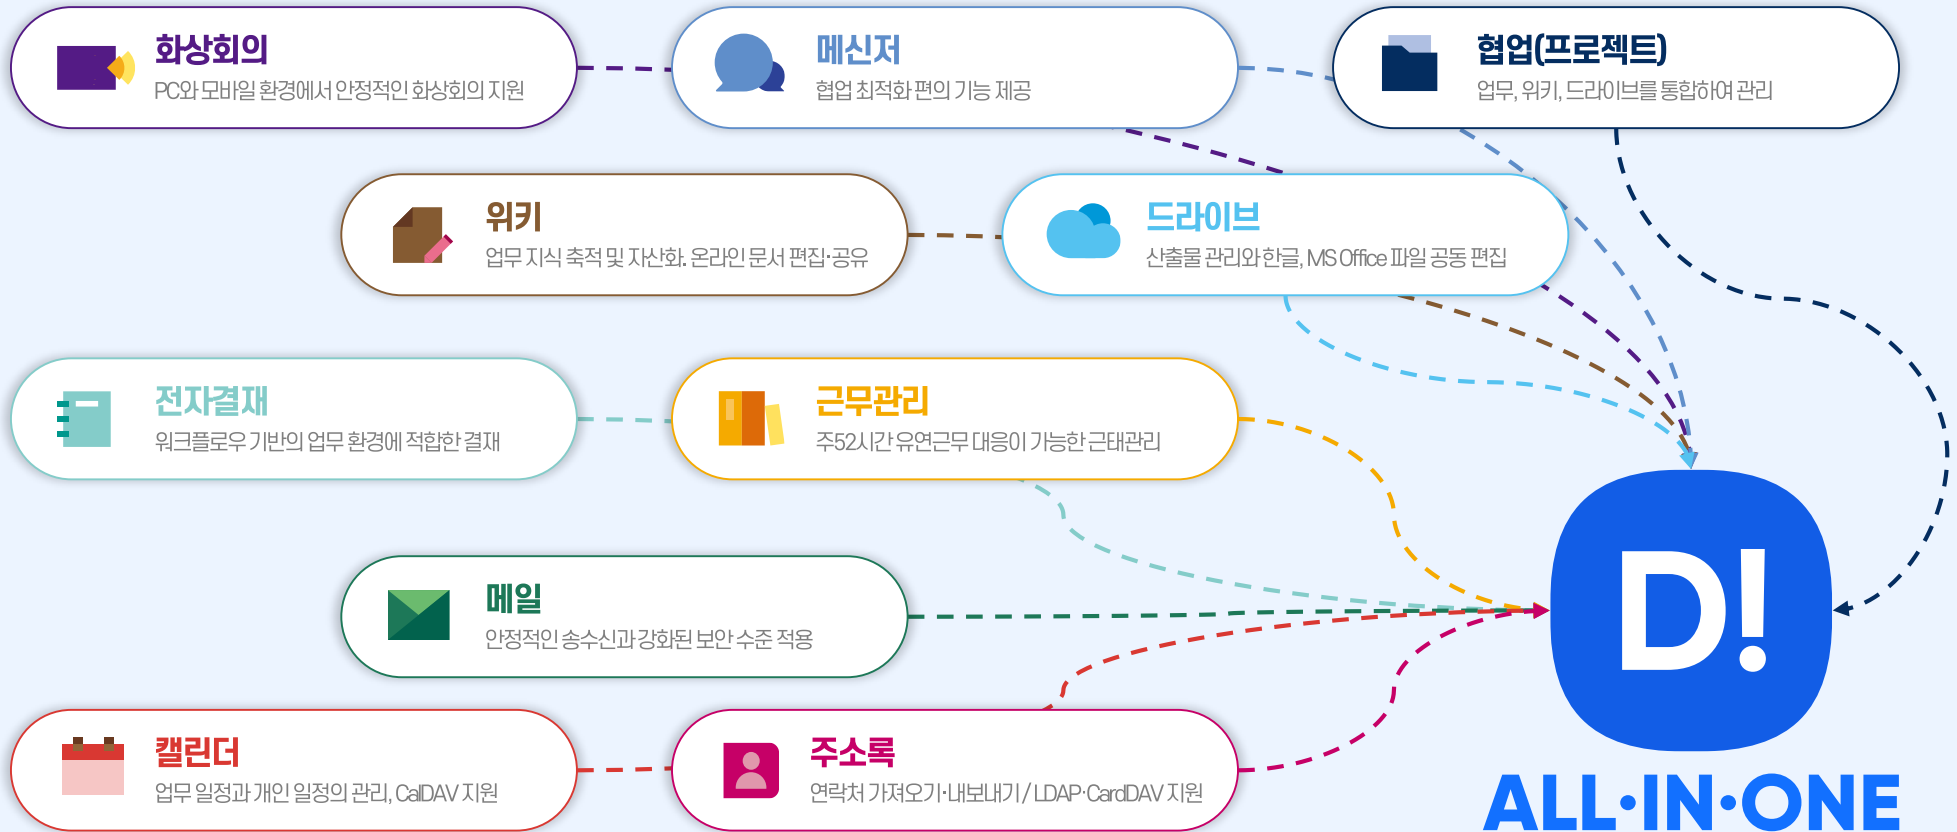 화상회의
PC와 모바일 환경에서 안정적인 화상회의 지원
메신저
협업 최적화 편의 기능 제공
협업(프로젝트)
업무, 위키, 드라이브를 통합하여 관리
위키
업무 지식 축적 및 자산화. 온라인 문서 편집·공유
드라이브
산출물 관리와 한글, MS Office 파일 공동 편집
전자결재
워크플로우 기반의 업무 환경에 적합한 결재
근무관리
주52시간 유연근무 대응이 가능한 근태관리
메일
안정적인 송수신과 강화된 보안 수준 적용
캘린더
업무 일정과 개인 일정의 관리, CalDAV 지원
주소록
연락처 가져오기·내보내기 / LDAP·CardDAV 지원
D!
ALL·IN·ONE